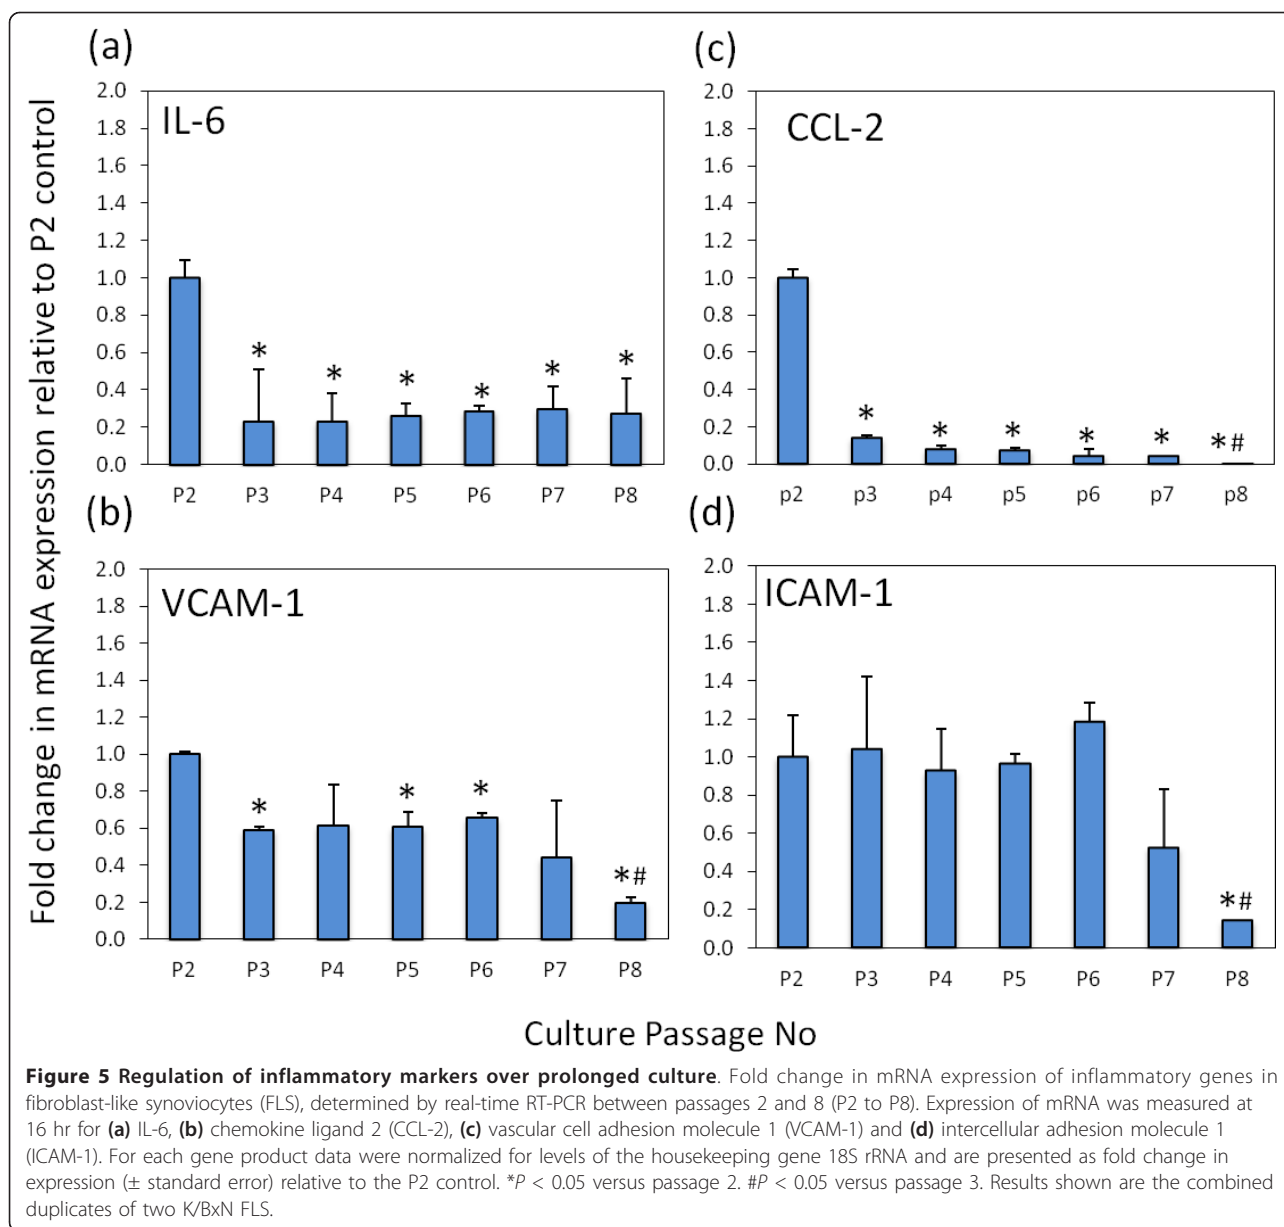 Fold change in mRNA expression relative to P2 control
(a)
IL-6
2.0
1.8
1.6
1.4
1.2
1.0
0.8
0.6
0.4
0.2
0.0
* * * * * *
P2 P3 P4 P5 P6 P7 P8
(c)
CCL-2
2.0
1.8
1.6
1.4
1.2
1.0
0.8
0.6
0.4
0.2
0.0
* * * * * *#
p2 p3 p4 p5 p6 p7 p8
(b)
VCAM-1
2.0
1.8
1.6
1.4
1.2
1.0
0.8
0.6
0.4
0.2
0.0
* * * *#
P2 P3 P4 P5 P6 P7 P8
(d)
ICAM-1
2.0
1.8
1.6
1.4
1.2
1.0
0.8
0.6
0.4
0.2
0.0
*#
P2 P3 P4 P5 P6 P7 P8
Culture Passage No
Figure 5 Regulation of inflammatory markers over prolonged culture. Fold change in mRNA expression of inflammatory genes in
fibroblast-like synoviocytes (FLS), determined by real-time RT-PCR between passages 2 and 8 (P2 to P8). Expression of mRNA was measured at
16 hr for (a) IL-6, (b) chemokine ligand 2 (CCL-2), (c) vascular cell adhesion molecule 1 (VCAM-1) and (d) intercellular adhesion molecule 1
(ICAM-1). For each gene product data were normalized for levels of the housekeeping gene 18S rRNA and are presented as fold change in
expression (± standard error) relative to the P2 control. *P < 0.05 versus passage 2. #P < 0.05 versus passage 3. Results shown are the combined
duplicates of two K/BxN FLS.